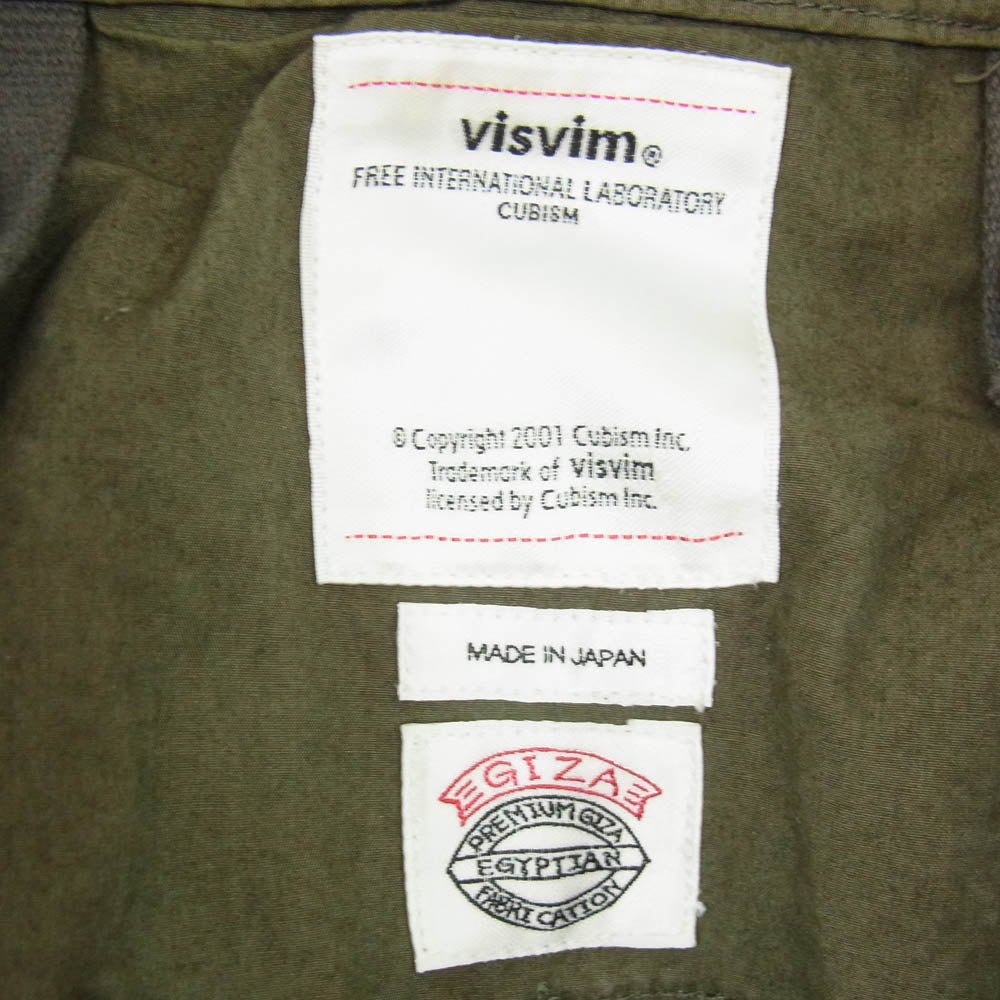 visvim®
FREE INTERNATIONAL LABORATORY
CUBISM
© Copyright 2001 Cubism Inc.
Trademark of visvim
licensed by Cubism Inc.
MADE IN JAPAN
GIZA
PREMIUM GIZA
EGYPTIAN
FABRICATION